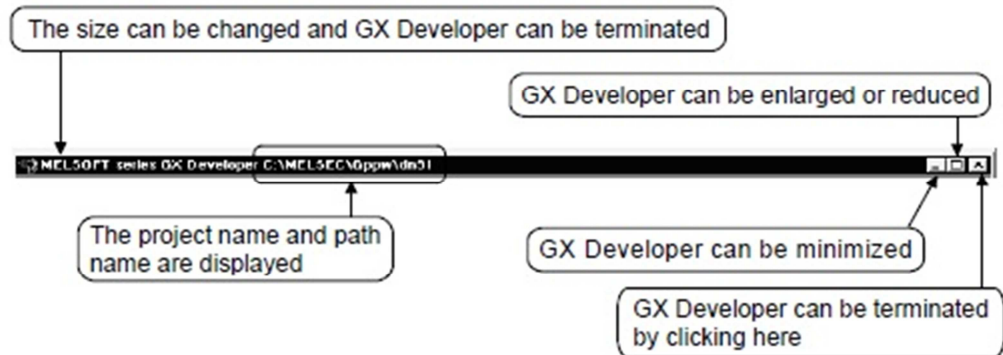 The size can be changed and GX Developer can be terminated
GX Developer can be enlarged or reduced
MELSOFT series GX Developer C:\MELSEC\Gppw\dn31
The project name and path
name are displayed
GX Developer can be minimized
GX Developer can be terminated
by clicking here